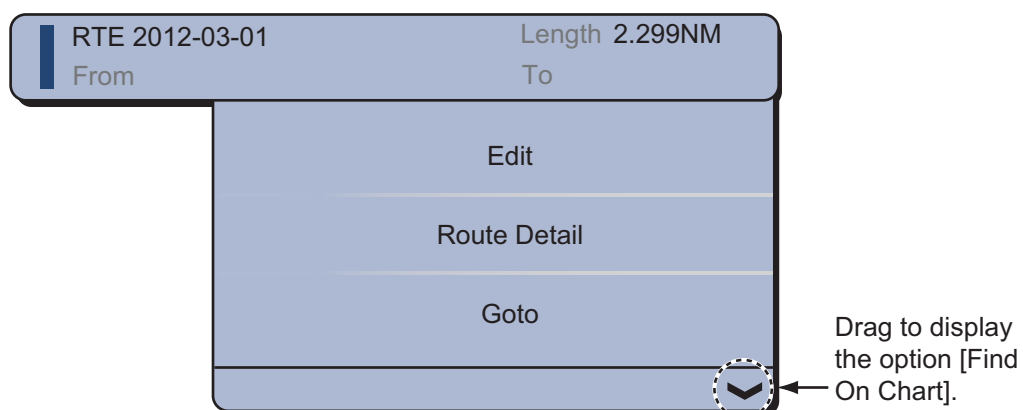 RTE 2012-03-01 Length 2.299NM
From To
Edit
Route Detail
Goto
Drag to display
the option [Find
On Chart].